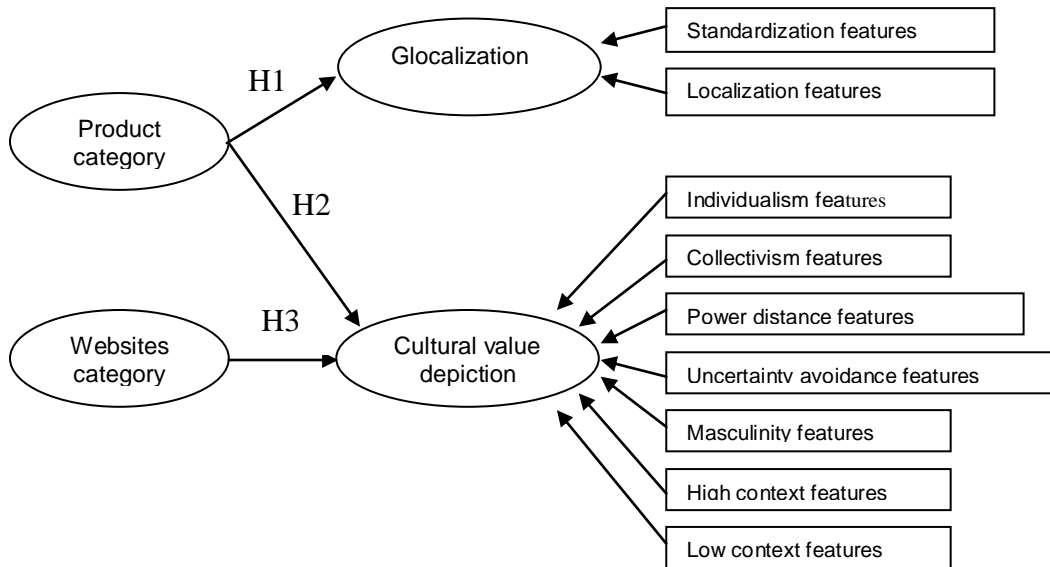 Standardization features
Glocalization
H1
Localization features
Product
category
H2
Individualism features
Collectivism features
H3
Power distance features
Websites
category
Cultural value
depiction
Uncertainty avoidance features
Masculinity features
High context features
Low context features